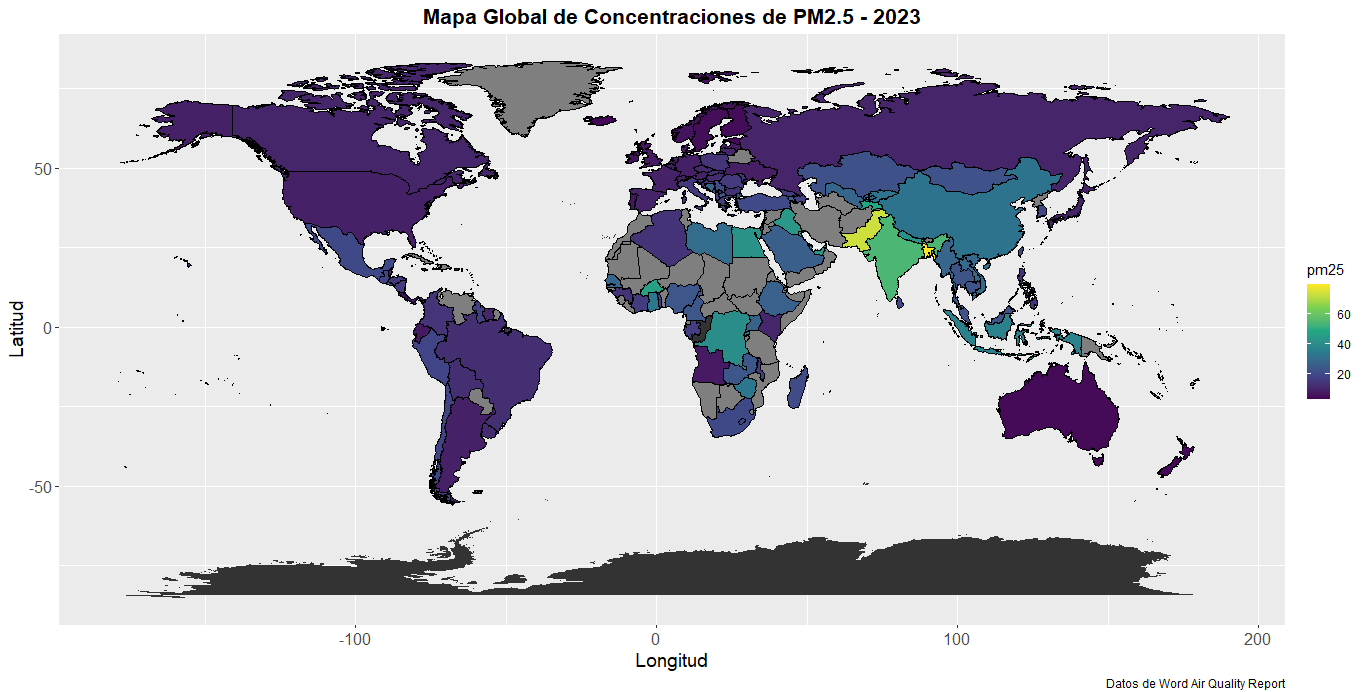 Mapa Global de Concentraciones de PM2.5 - 2023
Latitud
50
0
-50
-100
0
100
200
Longitud
pm25
60
40
20
Datos de Word Air Quality Report